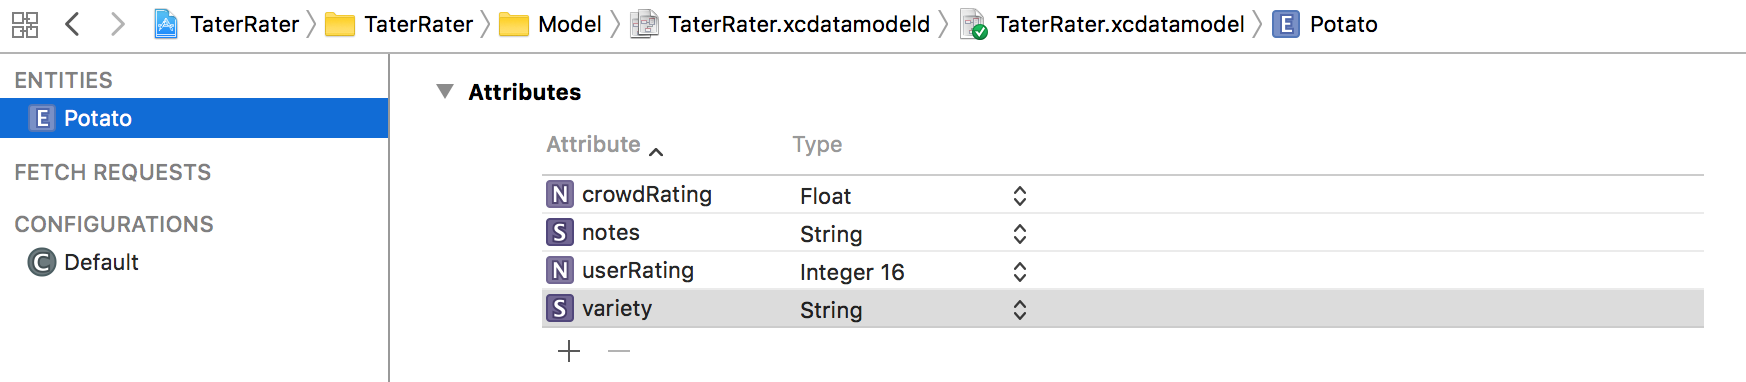 TaterRater TaterRater Model TaterRater.xcdatamodeld TaterRater.xcdatamodel E Potato
ENTITIES
E Potato
FETCH REQUESTS
CONFIGURATIONS
C Default
Attributes
Attribute Type
N crowdRating Float
S notes String
N userRating Integer 16
S variety String